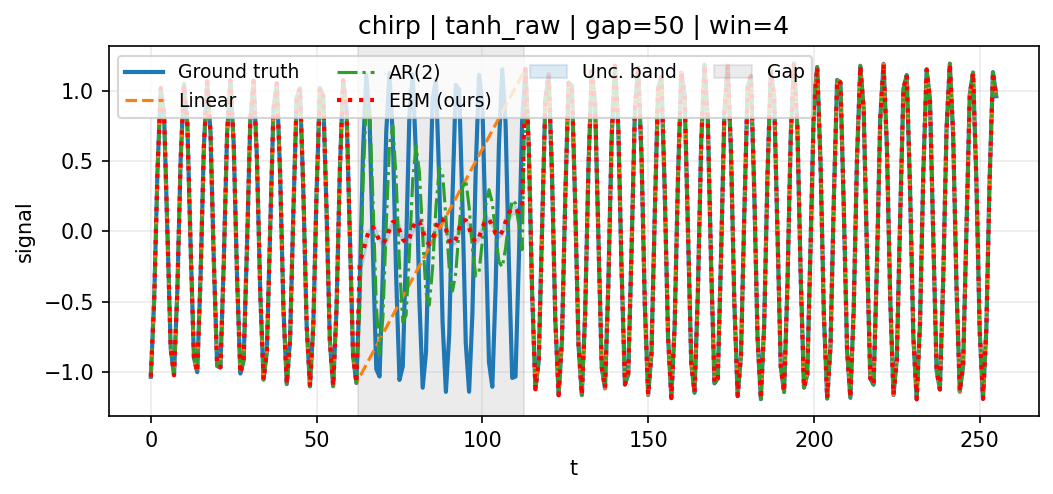 chirp | tanh_raw | gap=50 | win=4
Ground truth
Linear
AR(2)
EBM (ours)
Unc. band
Gap
signal
1.0
0.5
0.0
−0.5
−1.0
0 50 100 150 200 250
t